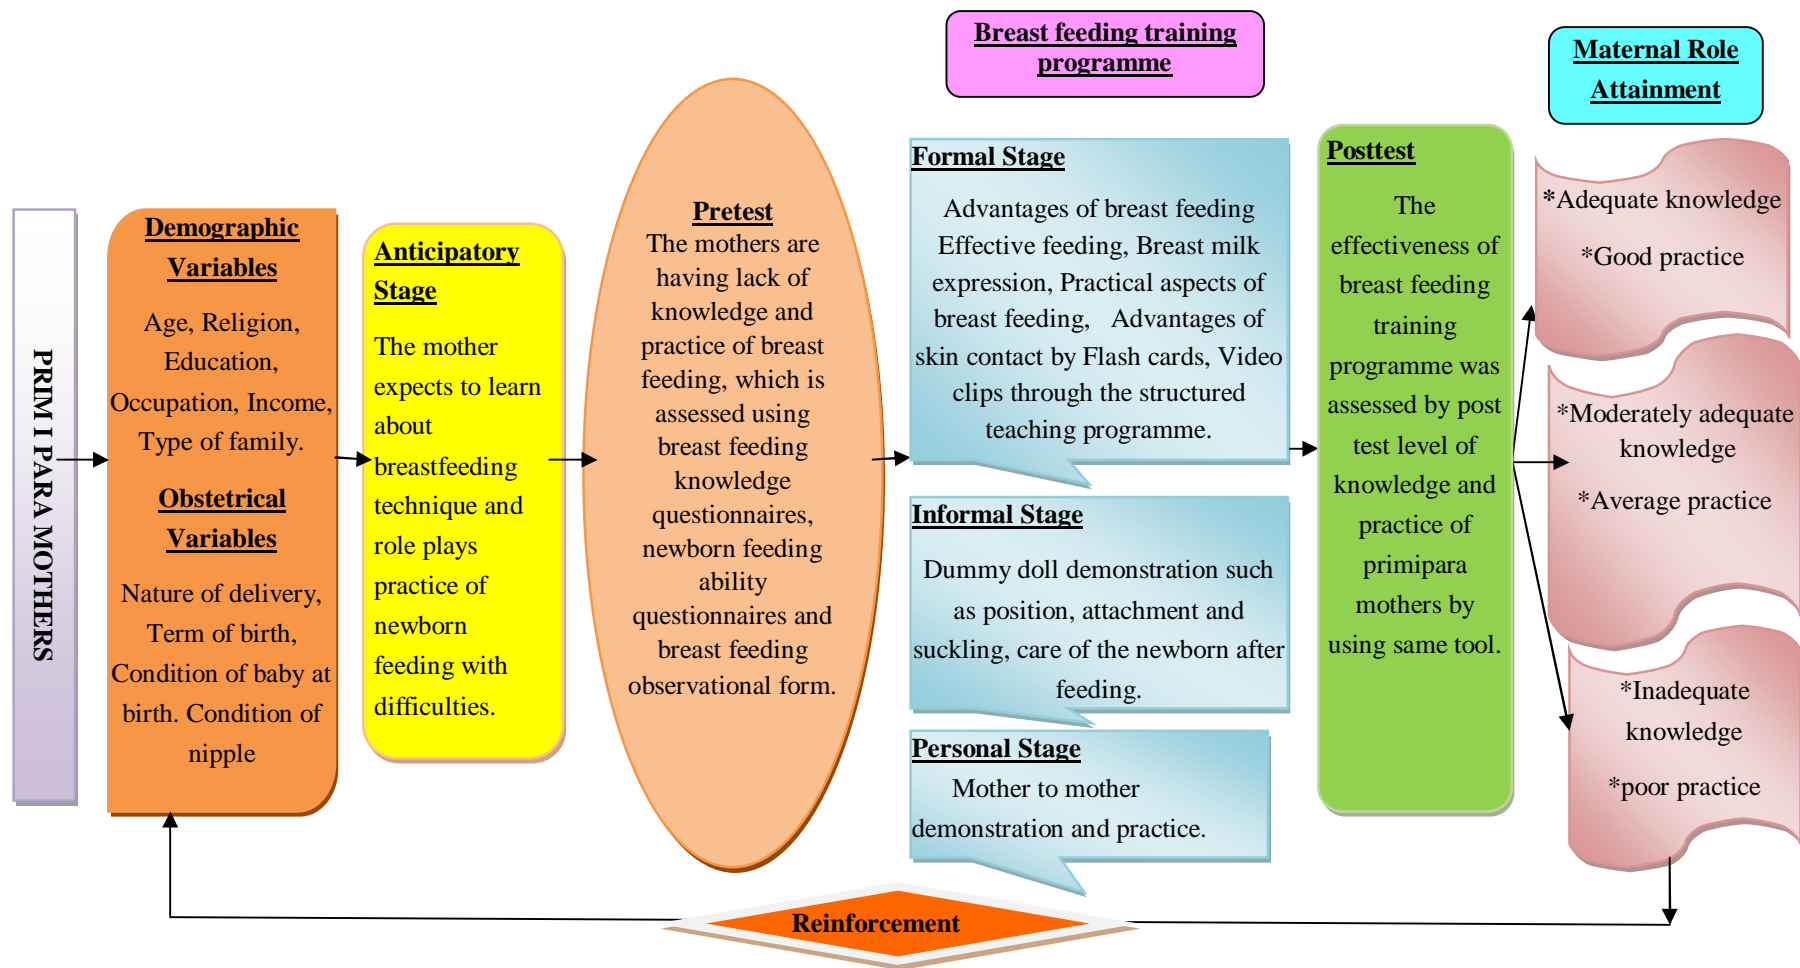 PRIM I PARA MOTHERS
Demographic
Variables
Age, Religion,
Education,
Occupation, Income,
Type of family.
Obstetrical
Variables
Nature of delivery,
Term of birth,
Condition of baby at
birth. Condition of
nipple
Anticipatory
Stage
The mother
expects to learn
about
breastfeeding
technique and
role plays
practice of
newborn
feeding with
difficulties.
Pretest
The mothers are
having lack of
knowledge and
practice of breast
feeding, which is
assessed using
breast feeding
knowledge
questionnaires,
newborn feeding
ability
questionnaires and
breast feeding
observational form.
Breast feeding training
programme
Formal Stage
Advantages of breast feeding
Effective feeding, Breast milk
expression, Practical aspects of
breast feeding, Advantages of
skin contact by Flash cards, Video
clips through the structured
teaching programme.
Informal Stage
Dummy doll demonstration such
as position, attachment and
suckling, care of the newborn after
feeding.
Personal Stage
Mother to mother
demonstration and practice.
Posttest
The
effectiveness of
breast feeding
training
programme was
assessed by post
test level of
knowledge and
practice of
primipara
mothers by
using same tool.
Maternal Role
Attainment
*Adequate knowledge
*Good practice
*Moderately adequate
knowledge
*Average practice
*Inadequate
knowledge
*poor practice
Reinforcement